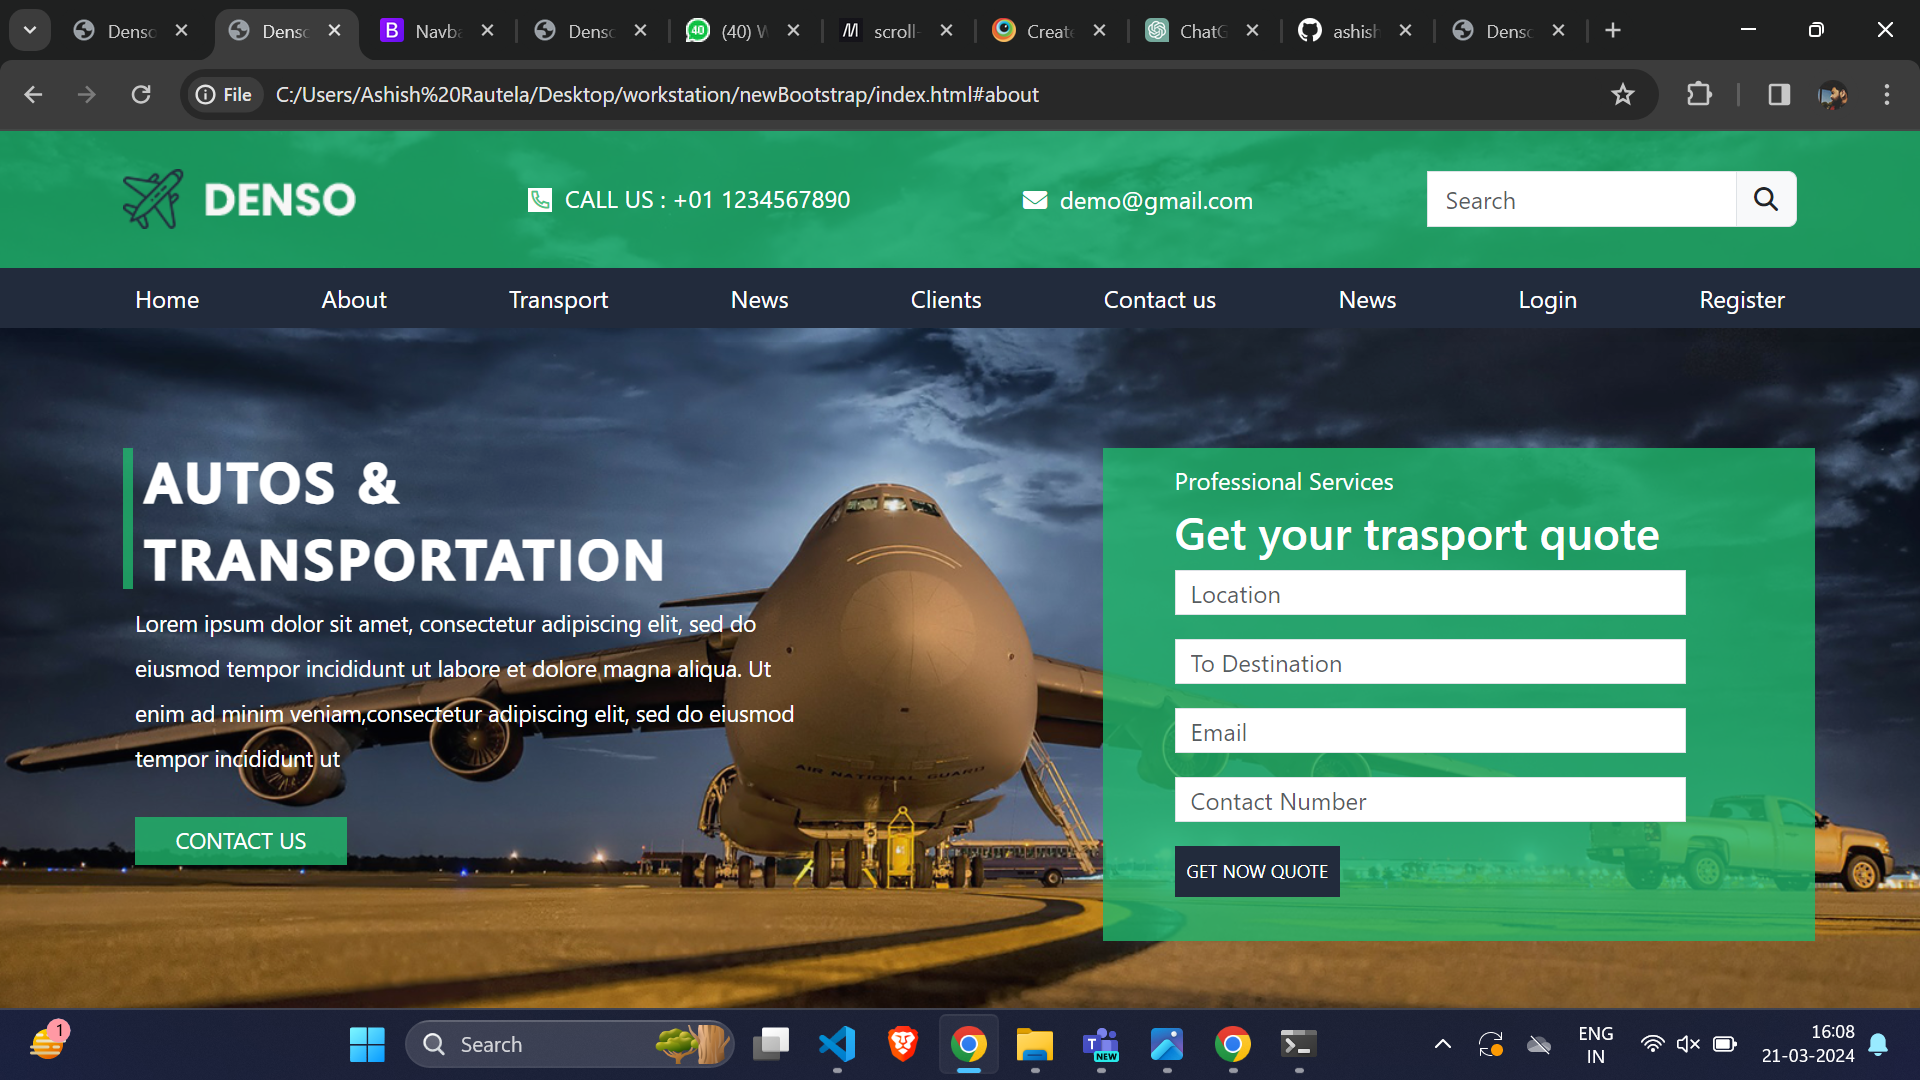 Denso
Denso
Navba
Denso
(40) W
scroll-
Create
ChatG
ashish
Denso
File
C:/Users/Ashish%20Rautela/Desktop/workstation/newBootstrap/index.html#about
DENSO
CALL US : +01 1234567890
demo@gmail.com
Search
Home
About
Transport
News
Clients
Contact us
News
Login
Register
AUTOS &
TRANSPORTATION
Lorem ipsum dolor sit amet, consectetur adipiscing elit, sed do
eiusmod tempor incididunt ut labore et dolore magna aliqua. Ut
enim ad minim veniam,consectetur adipiscing elit, sed do eiusmod
tempor incididunt ut
CONTACT US
AIR NATIONAL GUARD
Professional Services
Get your trasport quote
Location
To Destination
Email
Contact Number
GET NOW QUOTE
1
Search
NEW
ENG
IN
16:08
21-03-2024